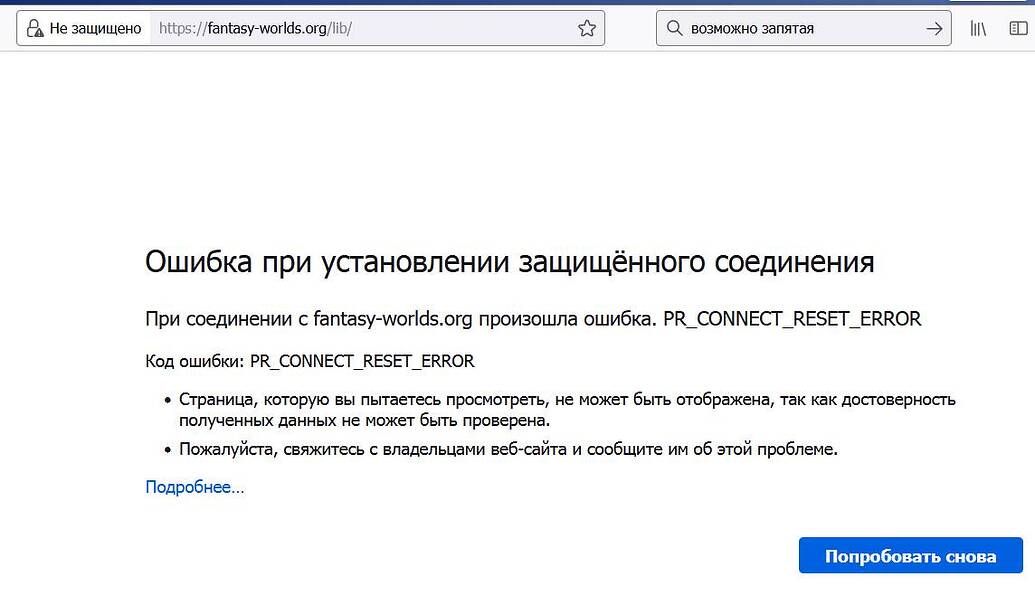 Не защищено https://fantasy-worlds.org/lib/ возможно запятая
Ошибка при установлении защищённого соединения
При соединении с fantasy-worlds.org произошла ошибка. PR_CONNECT_RESET_ERROR
Код ошибки: PR_CONNECT_RESET_ERROR
• Страница, которую вы пытаетесь просмотреть, не может быть отображена, так как достоверность
полученных данных не может быть проверена.
• Пожалуйста, свяжитесь с владельцами веб-сайта и сообщите им об этой проблеме.
Подробнее…
Попробовать снова